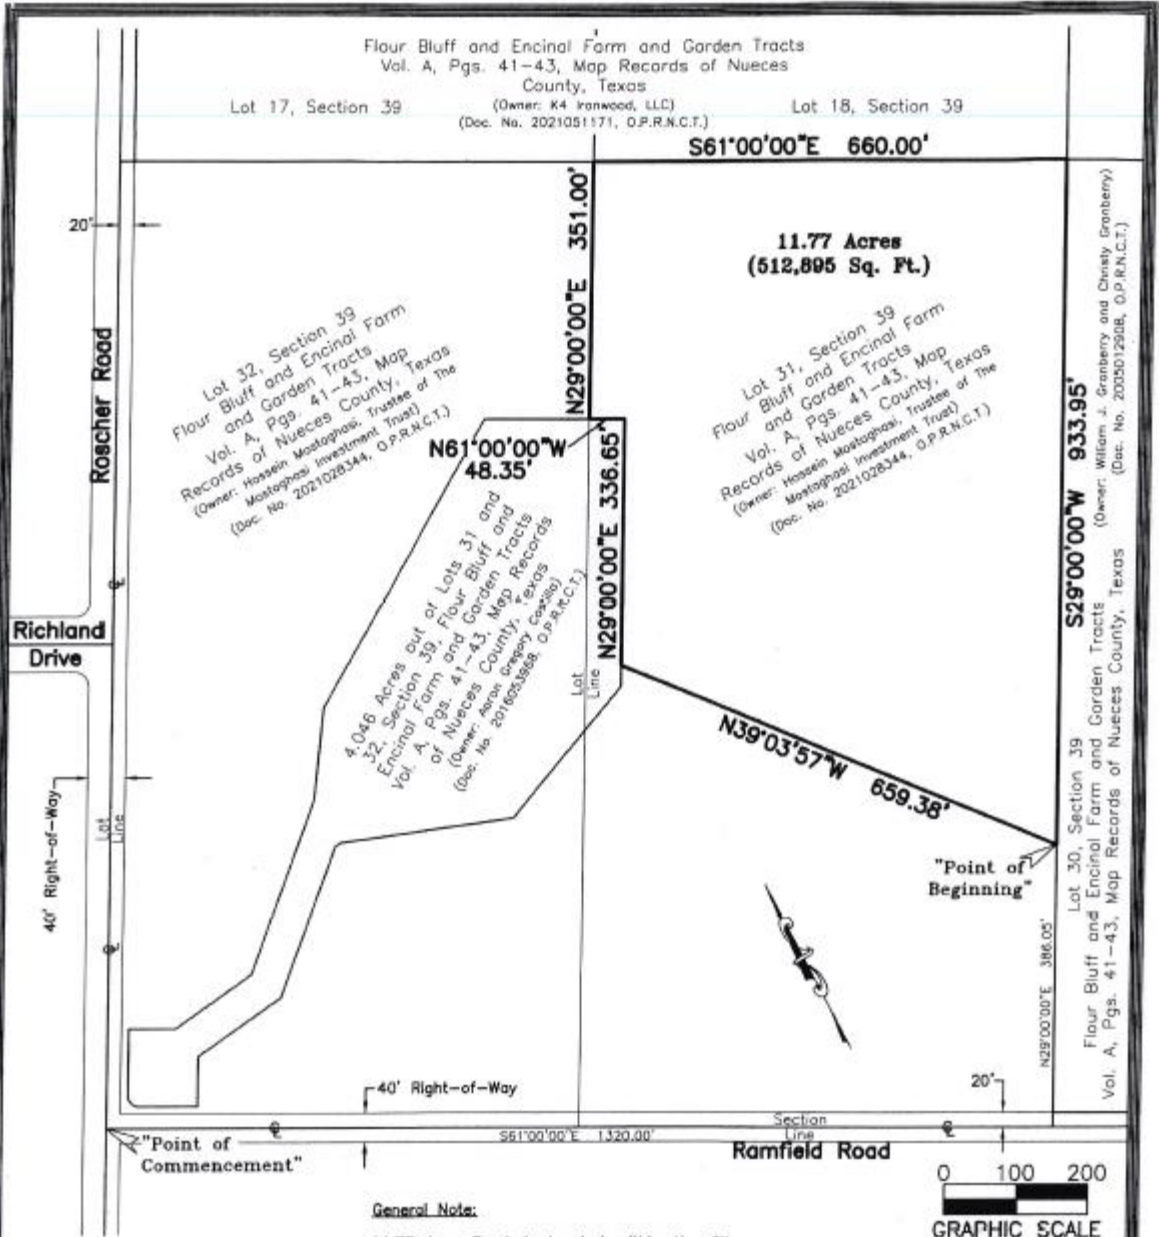 Flour Bluff and Encinal Farm and Garden Tracts
Vol. A, Pgs. 41-43, Map Records of Nueces
County, Texas
(Owner: K4 Ironwood, LLC)
(Doc. No. 2021051171, O.P.R.N.C.T.)
Lot 17, Section 39
Lot 18, Section 39
S61°00'00"E 660.00'
20'
N29°00'00"E 351.00'
11.77 Acres
(512,895 Sq. Ft.)
Roscher Road
Lot 32, Section 39
Flour Bluff and Encinal Farm
and Garden Tracts
Vol. A, Pgs. 41-43, Map
Records of Nueces County, Texas
(Owner: Hossein Mostaghasi, Trustee of The
Mostaghasi Investment Trust)
(Doc. No. 2021028344, O.P.R.N.C.T.)
Lot 31, Section 39
Flour Bluff and Encinal Farm
and Garden Tracts
Vol. A, Pgs. 41-43, Map
Records of Nueces County, Texas
(Owner: Hossein Mostaghasi, Trustee of The
Mostaghasi Investment Trust)
(Doc. No. 2021028344, O.P.R.N.C.T.)
N61°00'00"W
48.35'
N29°00'00"E 336.65'
S29°00'00"W 933.95'
(Owner: William J. Granberry and Christy Granberry)
(Doc. No. 2005012908, O.P.R.N.C.T.)
Richland
Drive
4.046 Acres out of Lots 31 and
32, Section 39, Flour Bluff and
Encinal Farm and Garden Tracts
Vol. A, Pgs. 41-43, Map Records
of Nueces County, Texas
(Owner: Aaron Gregory Castillo)
(Doc. No. 2016053968, O.P.R.N.C.T.)
Lot
Line
N39°03'57"W 659.38'
"Point of
Beginning"
Lot 30, Section 39
Flour Bluff and Encinal Farm and Garden Tracts
Vol. A, Pgs. 41-43, Map Records of Nueces County, Texas
N29°00'00"E 386.05'
40' Right-of-Way
Lot
Line
40' Right-of-Way
20'
Section
Line
S61°00'00"E 1320.00'
Ramfield Road
"Point of
Commencement"
0 100 200
GRAPHIC SCALE
General Note: